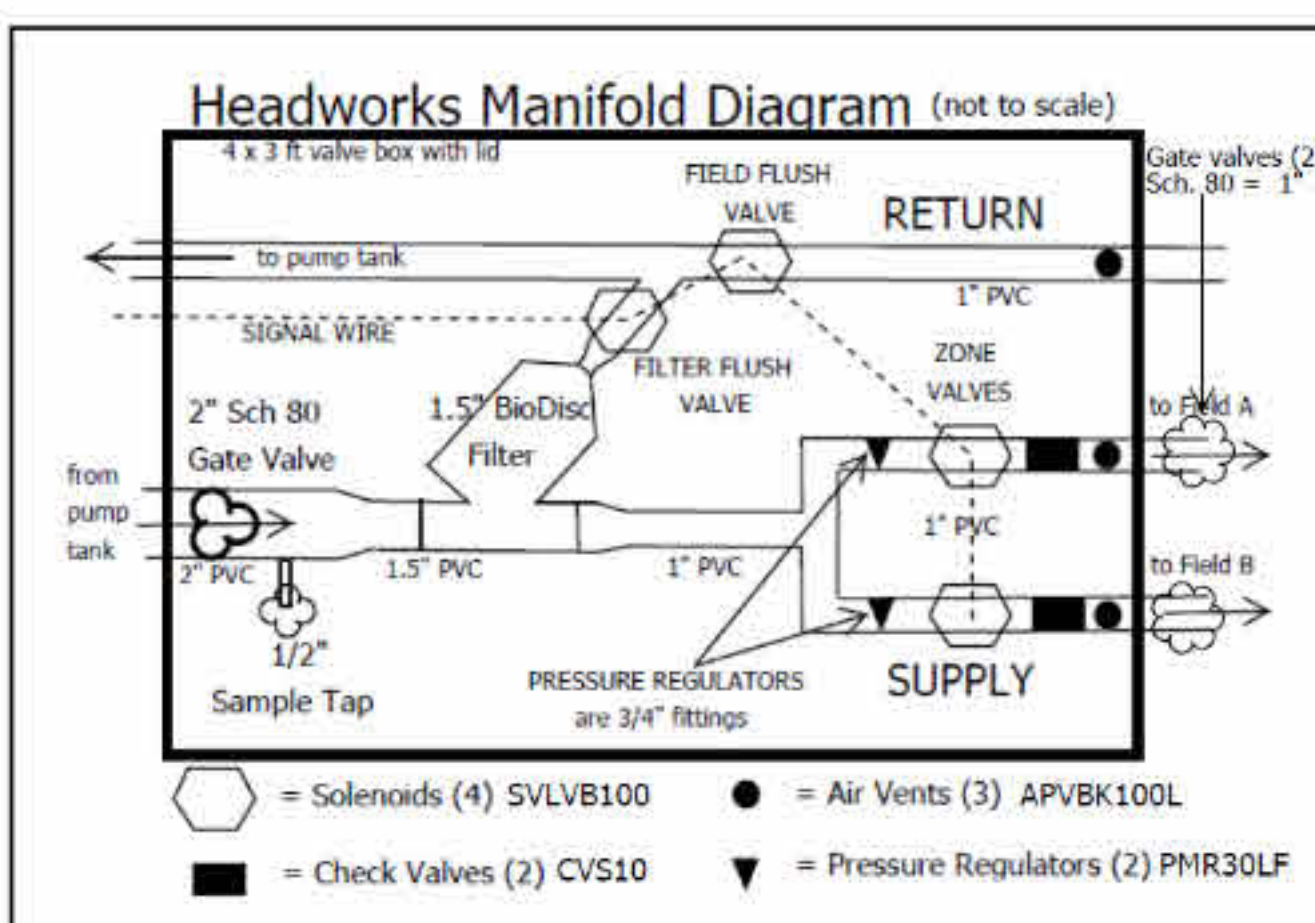 Headworks Manifold Diagram (not to scale)
4 x 3 ft valve box with lid
Gate valves (2
Sch. 80 = 1"
FIELD FLUSH
VALVE
RETURN
to pump tank
1" PVC
SIGNAL WIRE
FILTER FLUSH
VALVE
ZONE
VALVES
to Field A
2" Sch 80
Gate Valve
1.5" BioDisc
Filter
from
pump
tank
2" PVC
1.5" PVC
1" PVC
1" PVC
to Field B
1/2"
Sample Tap
PRESSURE REGULATORS
are 3/4" fittings
SUPPLY
= Solenoids (4) SVLVB100
= Air Vents (3) APVBK100L
= Check Valves (2) CVS10
= Pressure Regulators (2) PMR30LF